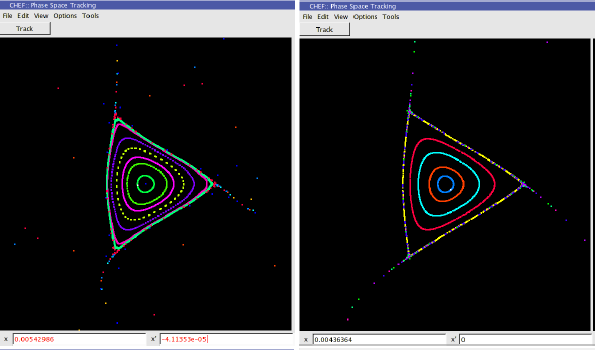 CHEF:: Phase Space Tracking
File Edit View Options Tools
Track
x 0.00542986 x' -4.11353e-05
CHEF:: Phase Space Tracking
File Edit View Options Tools
Track
x 0.00436364 x' 0